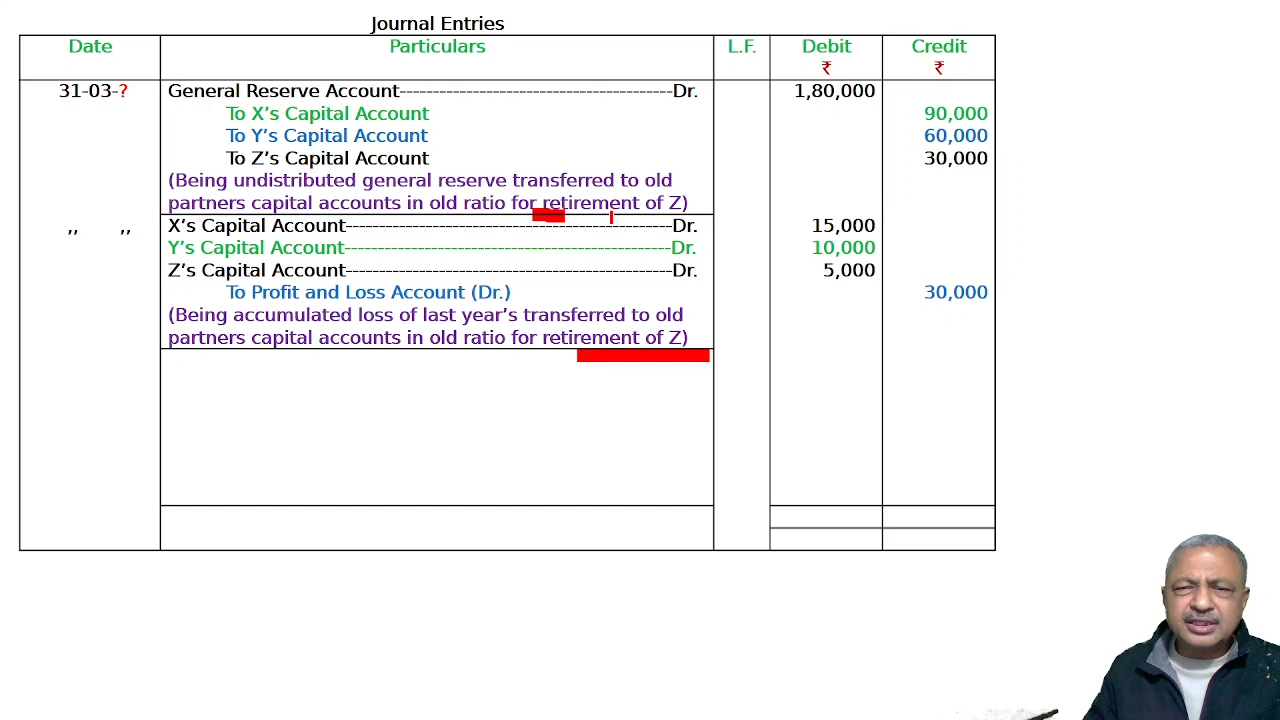 Journal Entries
Date Particulars L.F. Debit Credit
₹ ₹
31-03-? General Reserve Account-----------------------------------------Dr. 1,80,000
To X’s Capital Account 90,000
To Y’s Capital Account 60,000
To Z’s Capital Account 30,000
(Being undistributed general reserve transferred to old
partners capital accounts in old ratio for retirement of Z)
,, ,, X’s Capital Account-------------------------------------------------Dr. 15,000
Y’s Capital Account-------------------------------------------------Dr. 10,000
Z’s Capital Account-------------------------------------------------Dr. 5,000
To Profit and Loss Account (Dr.) 30,000
(Being accumulated loss of last year’s transferred to old
partners capital accounts in old ratio for retirement of Z)